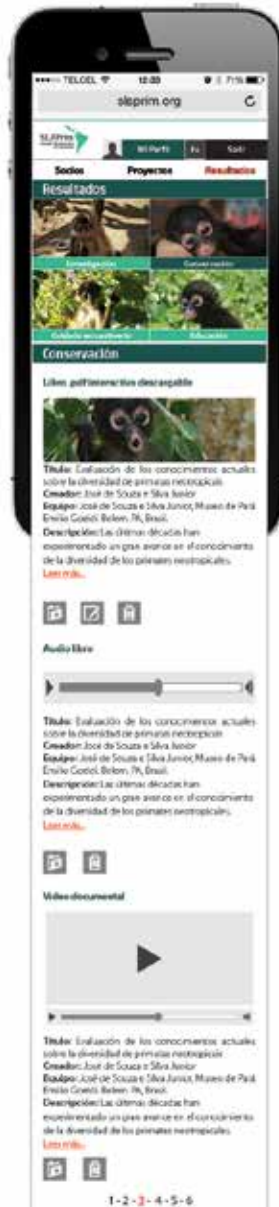 TELCEL 12:00 71%
slsprim.org
SLAPrim
Mi Perfil Es Salir
Socios Proyectos Resultados
Resultados
Investigación Conservación
Educación
Conservación
Libro .pdf interactivo descargable
Título: Evaluación de los conocimientos actuales
sobre la diversidad de primates neotropicales
Creador: José de Souza e Silva Junior
Equipo: José de Souza e Silva Junior, Museo de Pará
Emilio Goeldi. Belem, PA, Brasil.
Descripción: Las últimas décadas han
experimentado un gran avance en el conocimiento
de la diversidad de los primates neotropicales.
Leer más..
Audio libro
Título: Evaluación de los conocimientos actuales
sobre la diversidad de primates neotropicales
Creador: José de Souza e Silva Junior
Equipo: José de Souza e Silva Junior, Museo de Pará
Emilio Goeldi. Belem, PA, Brasil.
Descripción: Las últimas décadas han
experimentado un gran avance en el conocimiento
de la diversidad de los primates neotropicales.
Leer más..
Video documental
Título: Evaluación de los conocimientos actuales
sobre la diversidad de primates neotropicales
Creador: José de Souza e Silva Junior
Equipo: José de Souza e Silva Junior, Museo de Pará
Emilio Goeldi. Belem, PA, Brasil.
Descripción: Las últimas décadas han
experimentado un gran avance en el conocimiento
de la diversidad de los primates neotropicales.
Leer más..
1 - 2 - 3 - 4 - 5 - 6